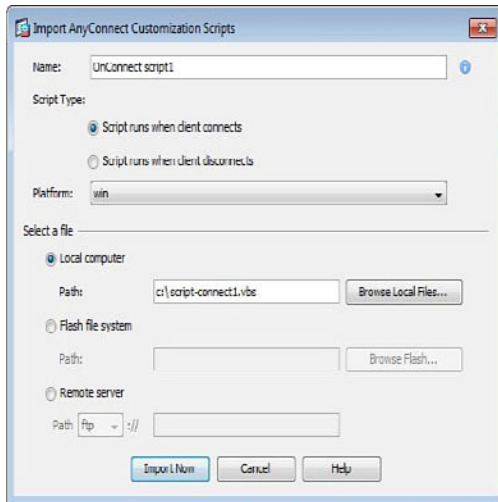 Import AnyConnect Customization Scripts
Name: UnConnect script1
Script Type:
Script runs when client connects
Script runs when client disconnects
Platform: win
Select a file
Local computer
Path: c:\script-connect1.vbs Browse Local Files...
Flash file system
Path: Browse Flash...
Remote server
Path ftp ://
Import Now Cancel Help